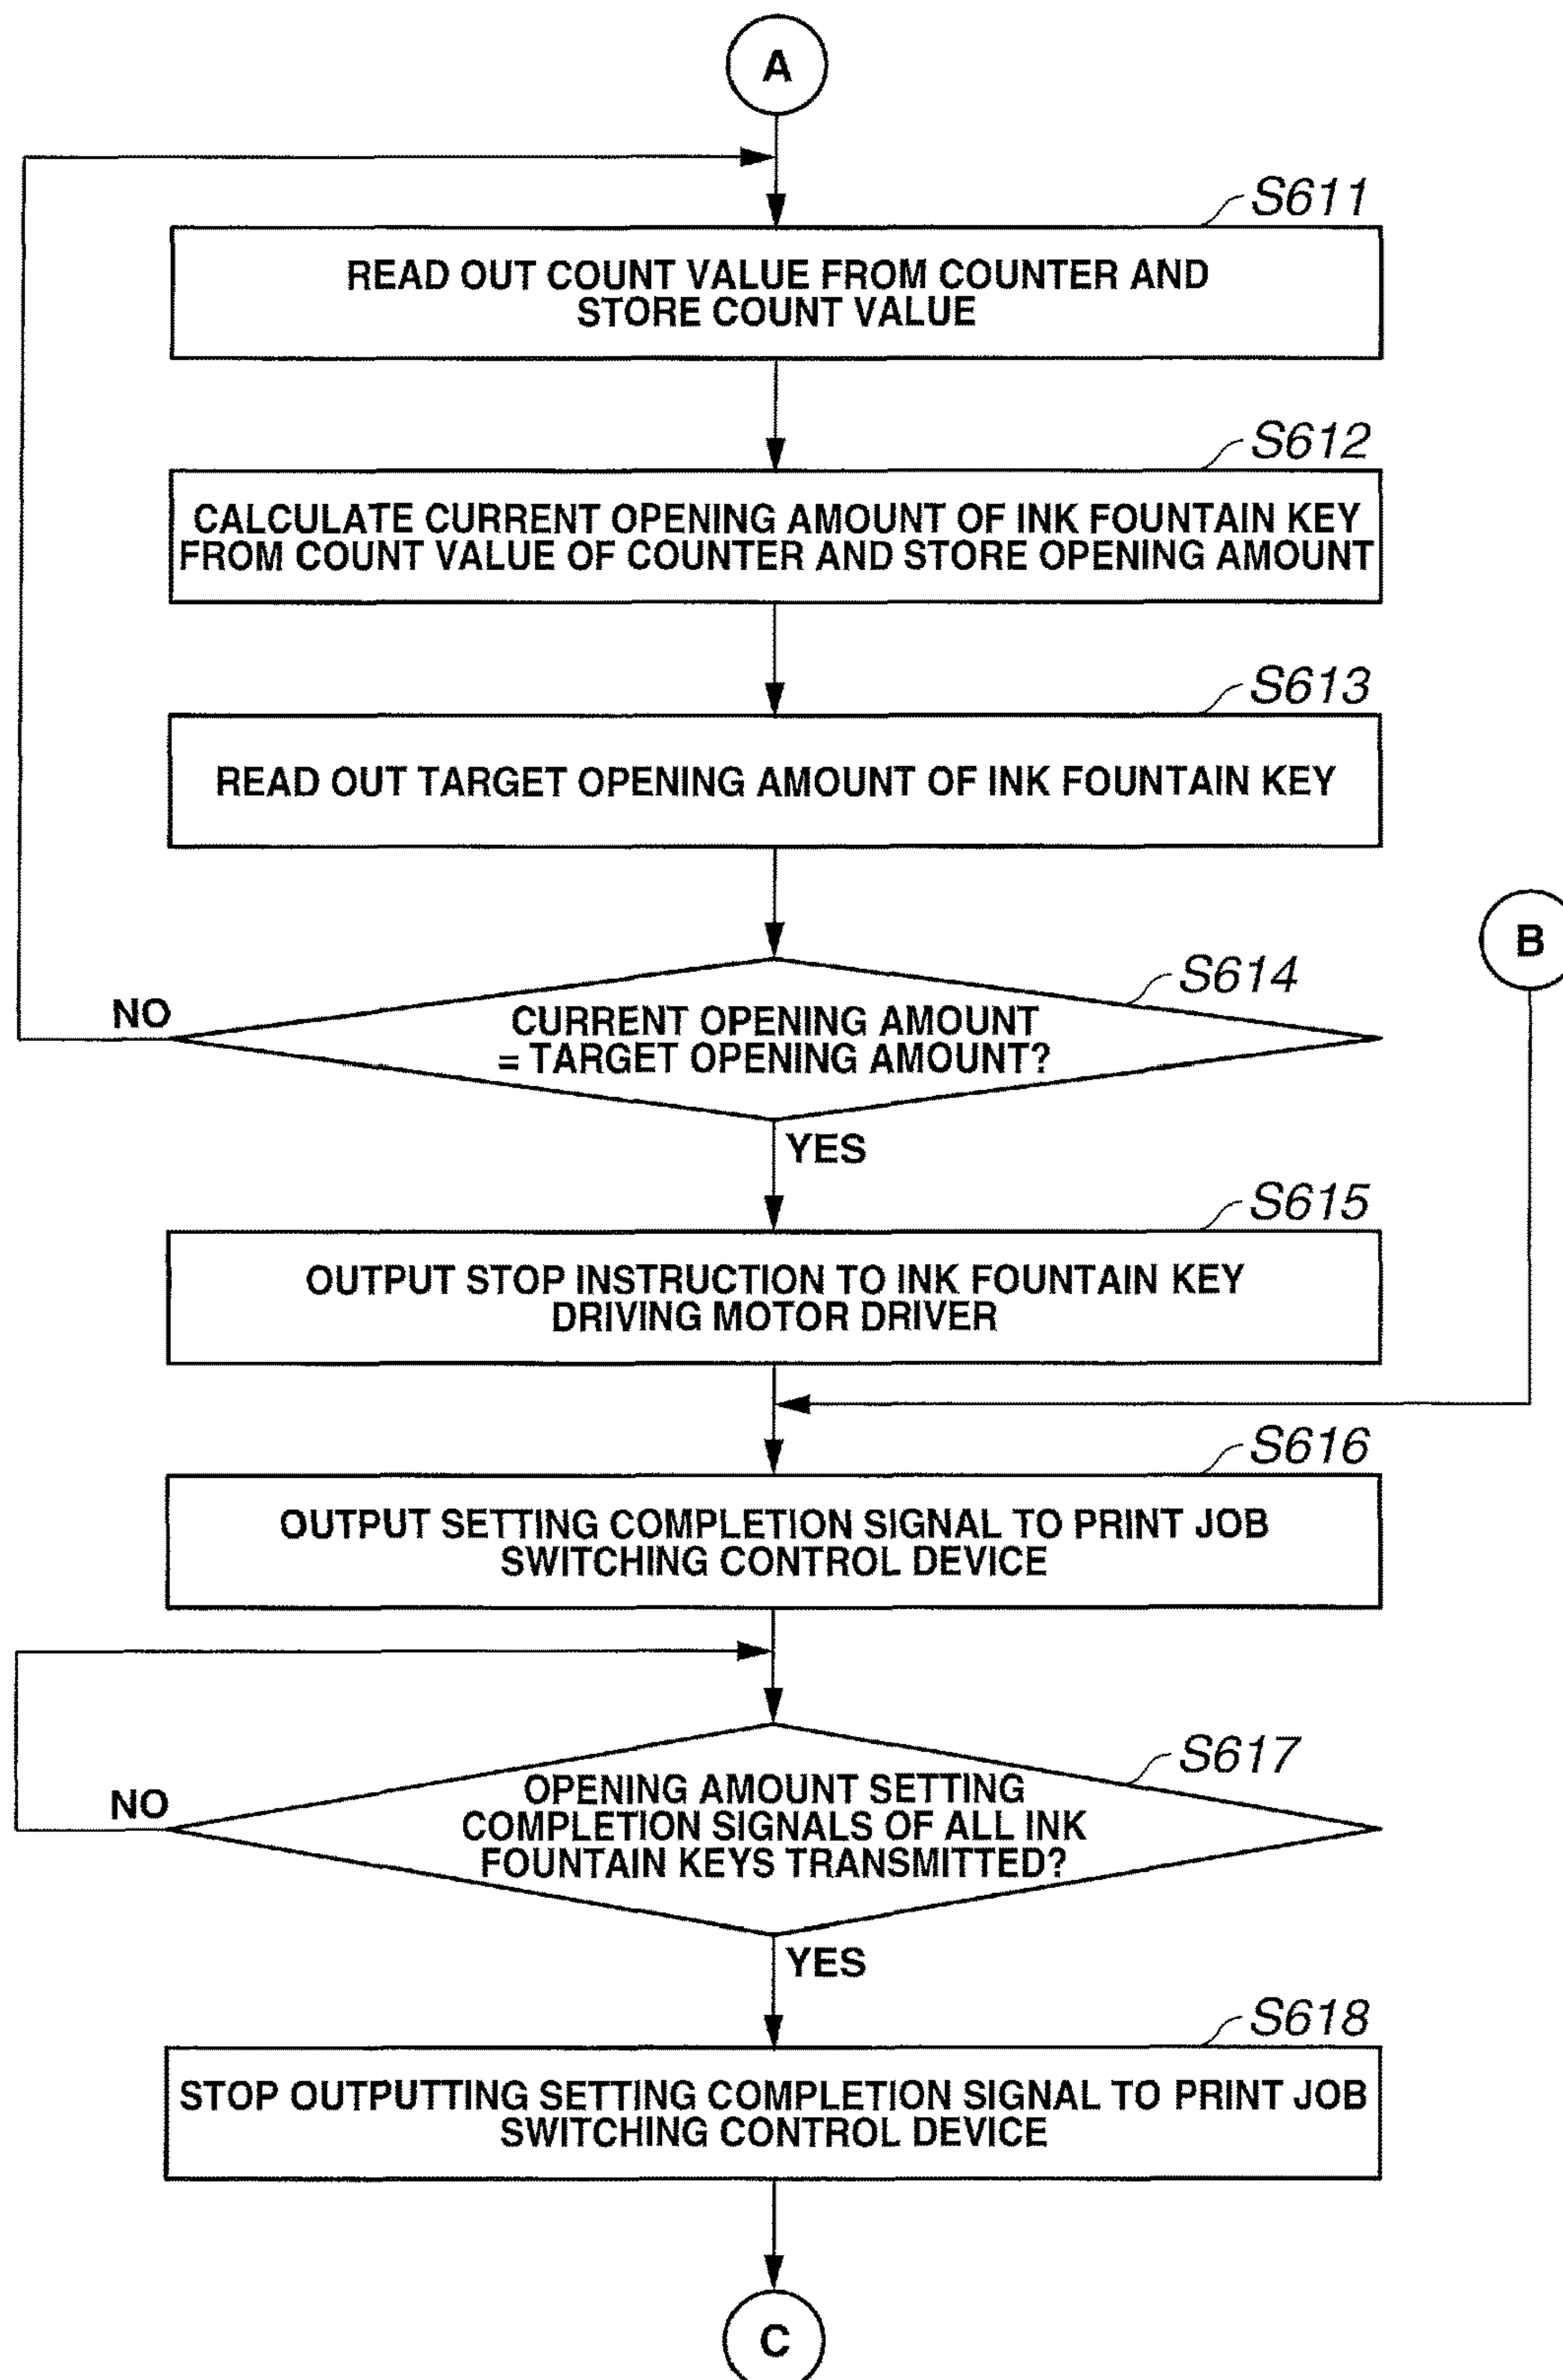 A
S611
READ OUT COUNT VALUE FROM COUNTER AND
STORE COUNT VALUE
S612
CALCULATE CURRENT OPENING AMOUNT OF INK FOUNTAIN KEY
FROM COUNT VALUE OF COUNTER AND STORE OPENING AMOUNT
S613
READ OUT TARGET OPENING AMOUNT OF INK FOUNTAIN KEY
B
S614
NO
CURRENT OPENING AMOUNT
= TARGET OPENING AMOUNT?
YES
S615
OUTPUT STOP INSTRUCTION TO INK FOUNTAIN KEY
DRIVING MOTOR DRIVER
S616
OUTPUT SETTING COMPLETION SIGNAL TO PRINT JOB
SWITCHING CONTROL DEVICE
S617
NO
OPENING AMOUNT SETTING
COMPLETION SIGNALS OF ALL INK
FOUNTAIN KEYS TRANSMITTED?
YES
S618
STOP OUTPUTTING SETTING COMPLETION SIGNAL TO PRINT JOB
SWITCHING CONTROL DEVICE
C